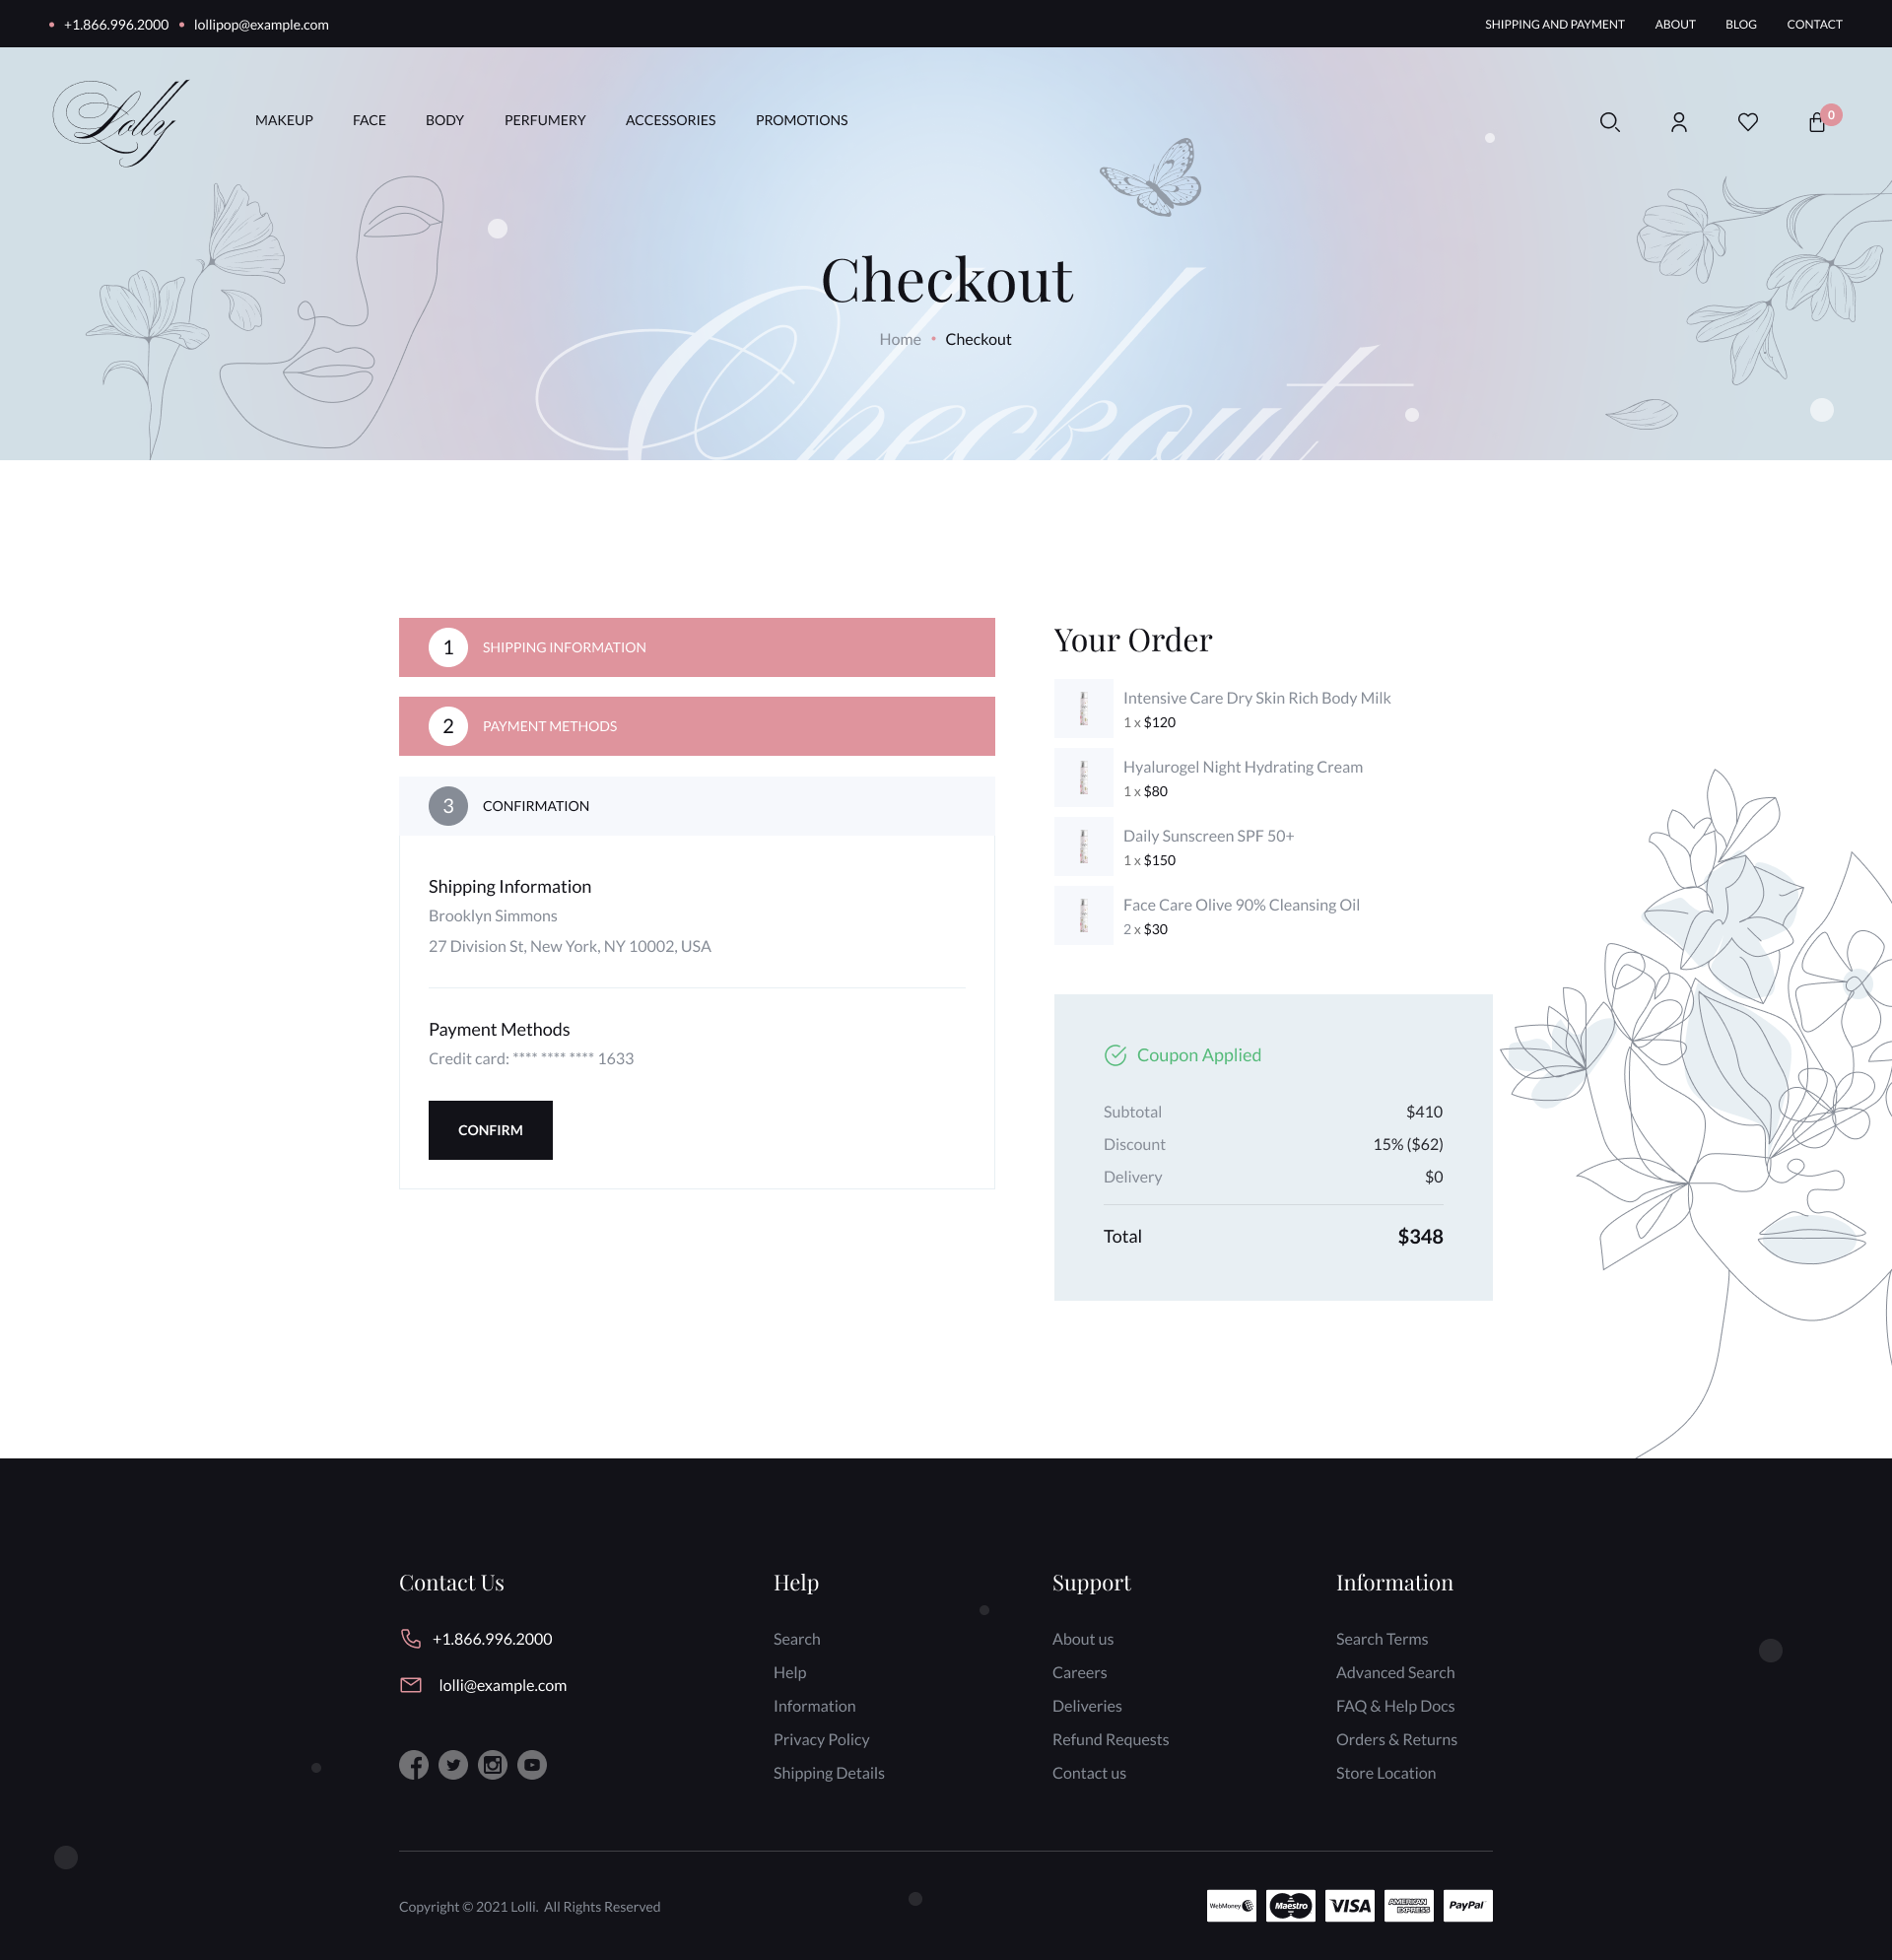 +1.866.996.2000 lollipop@example.com SHIPPING AND PAYMENT ABOUT BLOG CONTACT
Lolly MAKEUP FACE BODY PERFUMERY ACCESSORIES PROMOTIONS 0
Checkout
Home Checkout
Checkout
1 SHIPPING INFORMATION
2 PAYMENT METHODS
3 CONFIRMATION
Shipping Information
Brooklyn Simmons
27 Division St, New York, NY 10002, USA
Payment Methods
Credit card: **** **** **** 1633
CONFIRM
Your Order
Intensive Care Dry Skin Rich Body Milk
1 x $120
Hyalurogel Night Hydrating Cream
1 x $80
Daily Sunscreen SPF 50+
1 x $150
Face Care Olive 90% Cleansing Oil
2 x $30
Coupon Applied
Subtotal $410
Discount 15% ($62)
Delivery $0
Total $348
Contact Us
+1.866.996.2000
lolli@example.com
Help
Search
Help
Information
Privacy Policy
Shipping Details
Support
About us
Careers
Deliveries
Refund Requests
Contact us
Information
Search Terms
Advanced Search
FAQ & Help Docs
Orders & Returns
Store Location
Copyright © 2021 Lolli. All Rights Reserved
WebMoney Maestro VISA AMERICAN EXPRESS PayPal